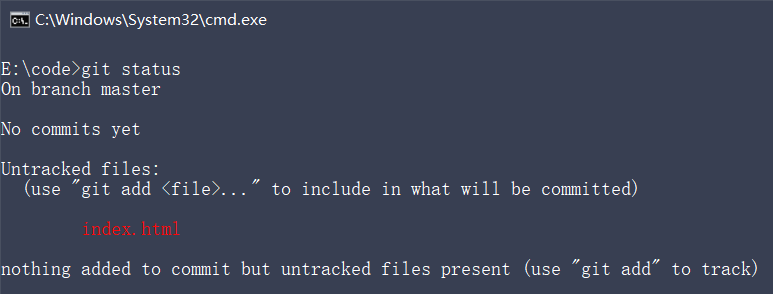 C:\Windows\System32\cmd.exe
E:\code>git status
On branch master
No commits yet
Untracked files:
(use "git add <file>..." to include in what will be committed)
index.html
nothing added to commit but untracked files present (use "git add" to track)